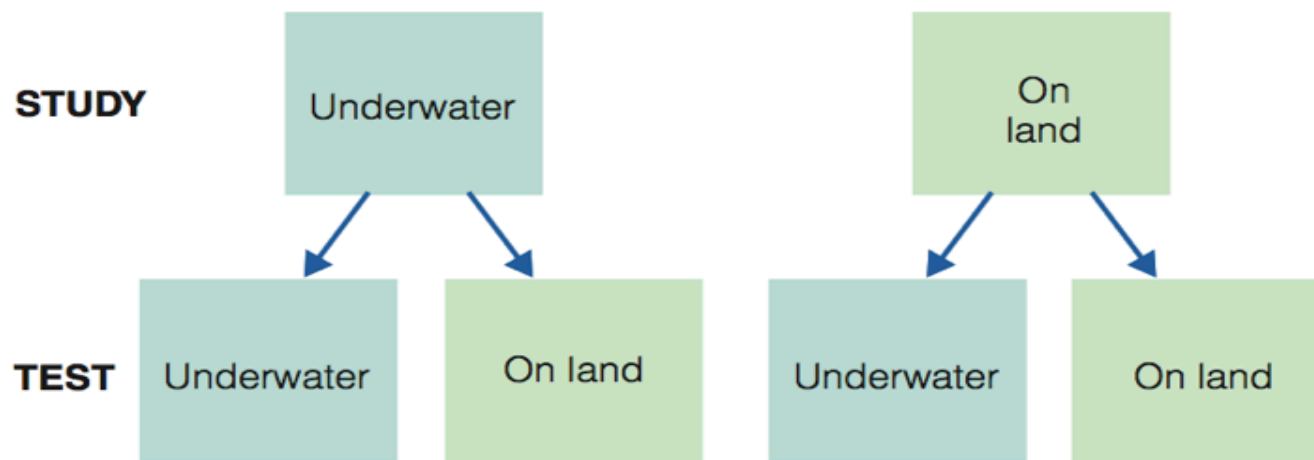 STUDY
Underwater
On
land
TEST
Underwater
On land
Underwater
On land